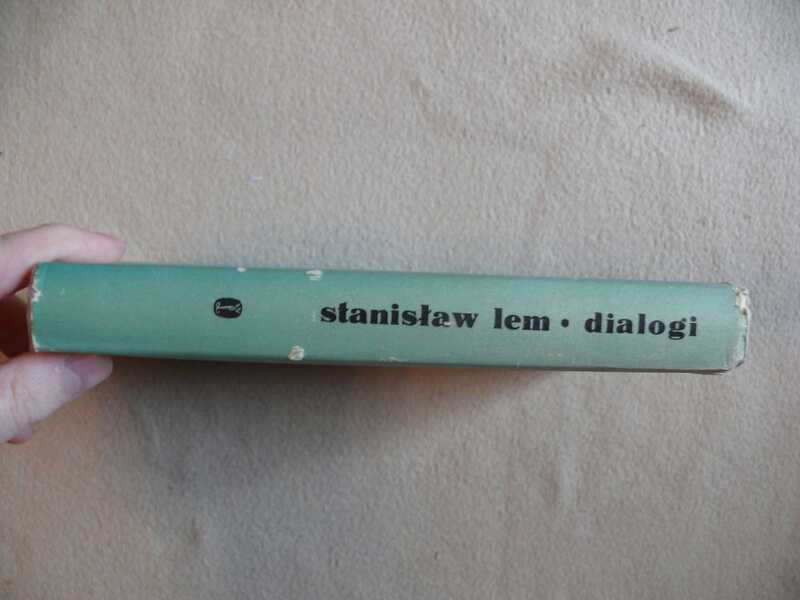 stanisław lem • dialogi